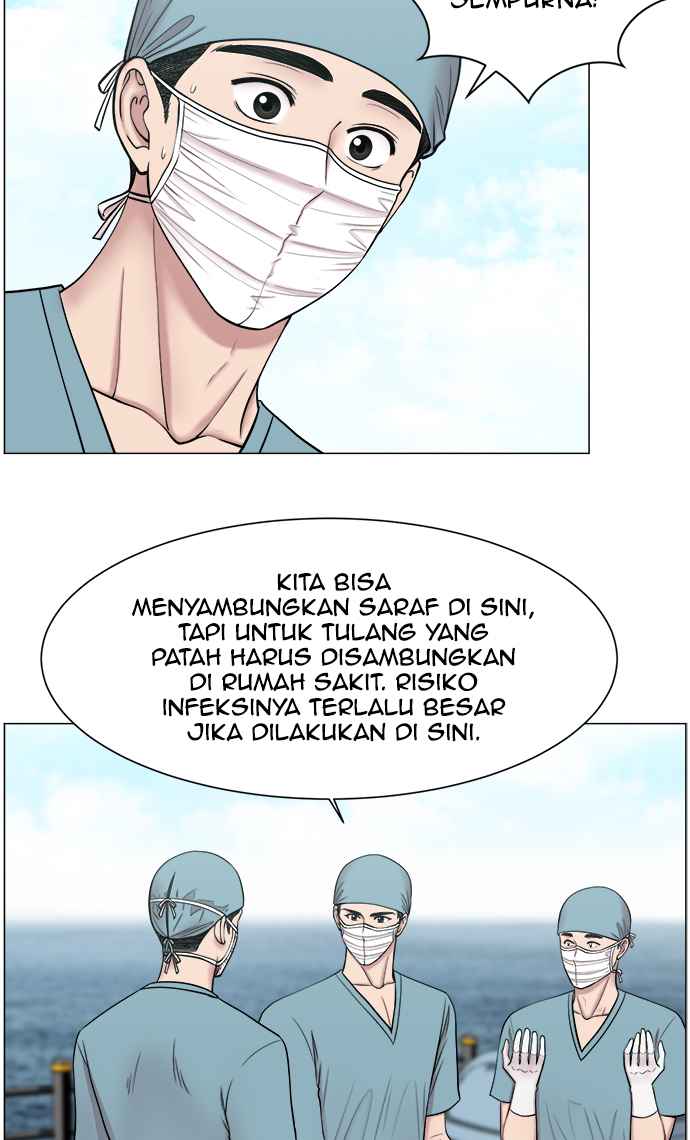 SEMPURNA!
KITA BISA
MENYAMBUNGKAN SARAF DI SINI,
TAPI UNTUK TULANG YANG
PATAH HARUS DISAMBUNGKAN
DI RUMAH SAKIT. RISIKO
INFEKSINYA TERLALU BESAR
JIKA DILAKUKAN DI SINI.